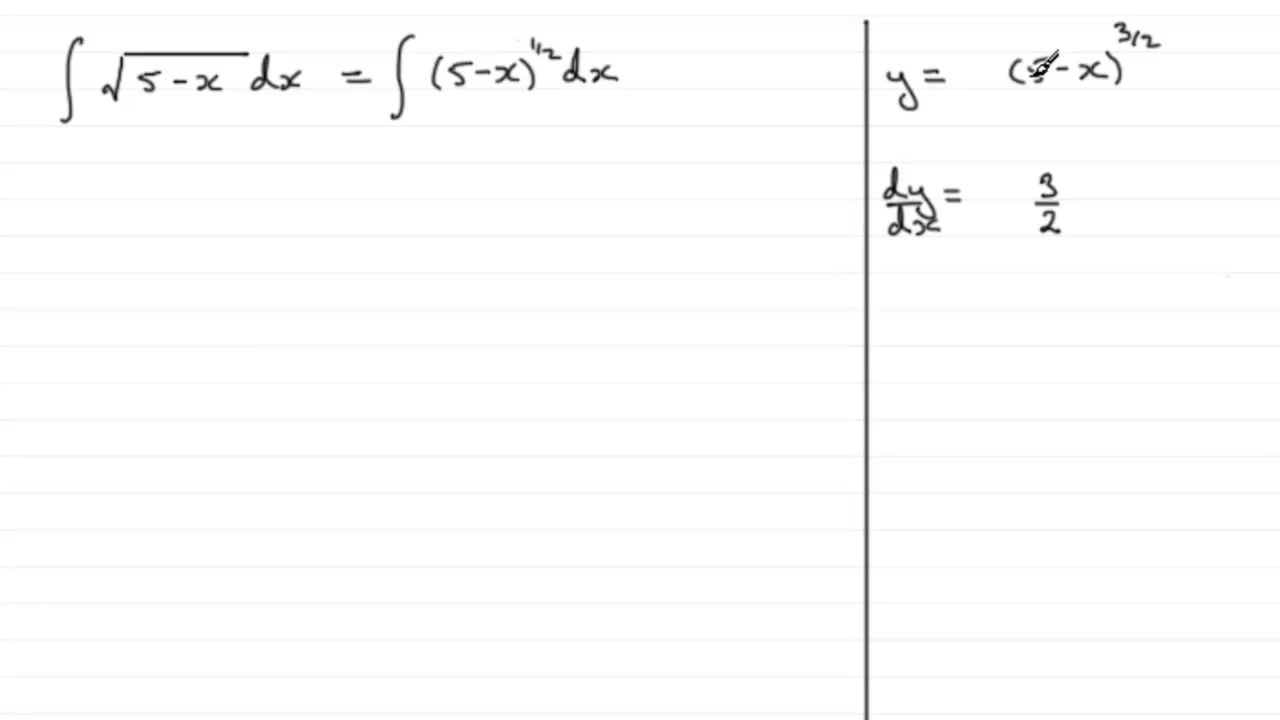 ∫ √(5-x) dx = ∫ (5-x)^1/2 dx
y = (5-x)^3/2
dy/dx = 3/2